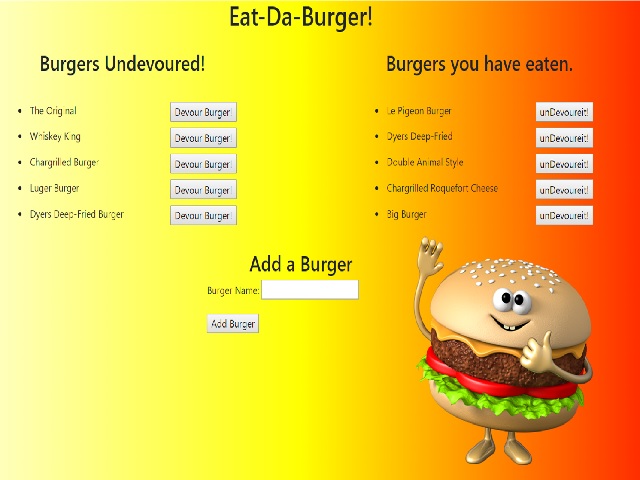 Eat-Da-Burger!
Burgers Undevoured!
The Original Devour Burger!
Whiskey King Devour Burger!
Chargrilled Burger Devour Burger!
Luger Burger Devour Burger!
Dyers Deep-Fried Burger Devour Burger!
Burgers you have eaten.
Le Pigeon Burger unDevoureit!
Dyers Deep-Fried unDevoureit!
Double Animal Style unDevoureit!
Chargrilled Roquefort Cheese unDevoureit!
Big Burger unDevoureit!
Add a Burger
Burger Name:
Add Burger